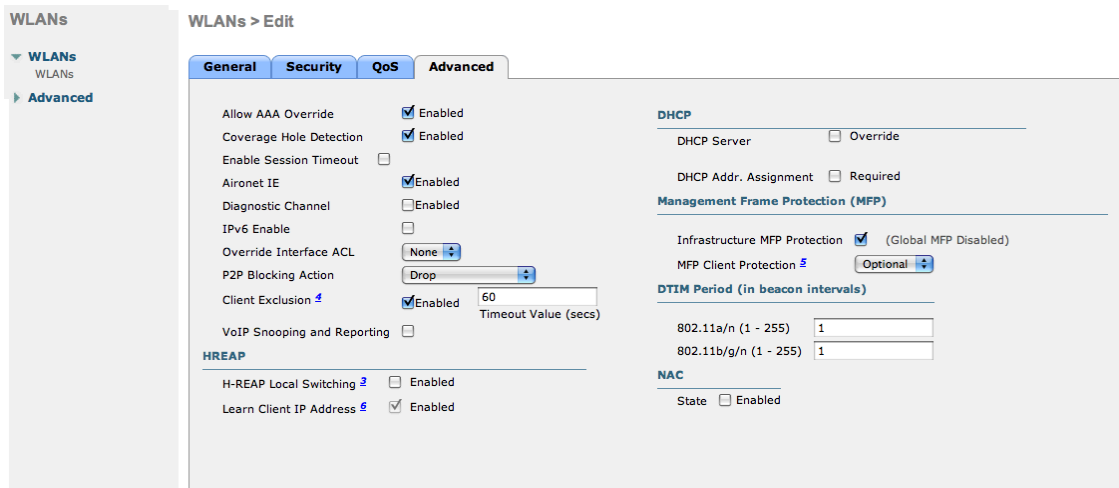 WLANs
WLANs
WLANs
Advanced
WLANs > Edit
General Security QoS Advanced
Allow AAA Override Enabled
Coverage Hole Detection Enabled
Enable Session Timeout
Aironet IE Enabled
Diagnostic Channel Enabled
IPv6 Enable
Override Interface ACL None
P2P Blocking Action Drop
Client Exclusion 4 Enabled 60
Timeout Value (secs)
VoIP Snooping and Reporting
HREAP
H-REAP Local Switching 3 Enabled
Learn Client IP Address 6 Enabled
DHCP
DHCP Server Override
DHCP Addr. Assignment Required
Management Frame Protection (MFP)
Infrastructure MFP Protection (Global MFP Disabled)
MFP Client Protection 5 Optional
DTIM Period (in beacon intervals)
802.11a/n (1 - 255) 1
802.11b/g/n (1 - 255) 1
NAC
State Enabled